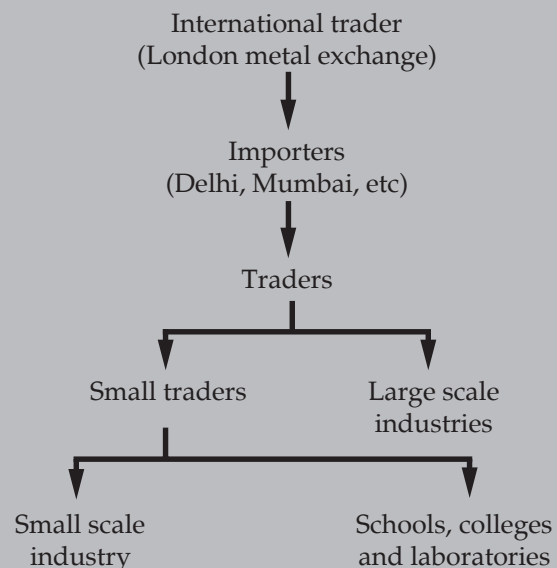 International trader
(London metal exchange)
Importers
(Delhi, Mumbai, etc)
Traders
Small traders
Large scale
industries
Small scale
industry
Schools, colleges
and laboratories